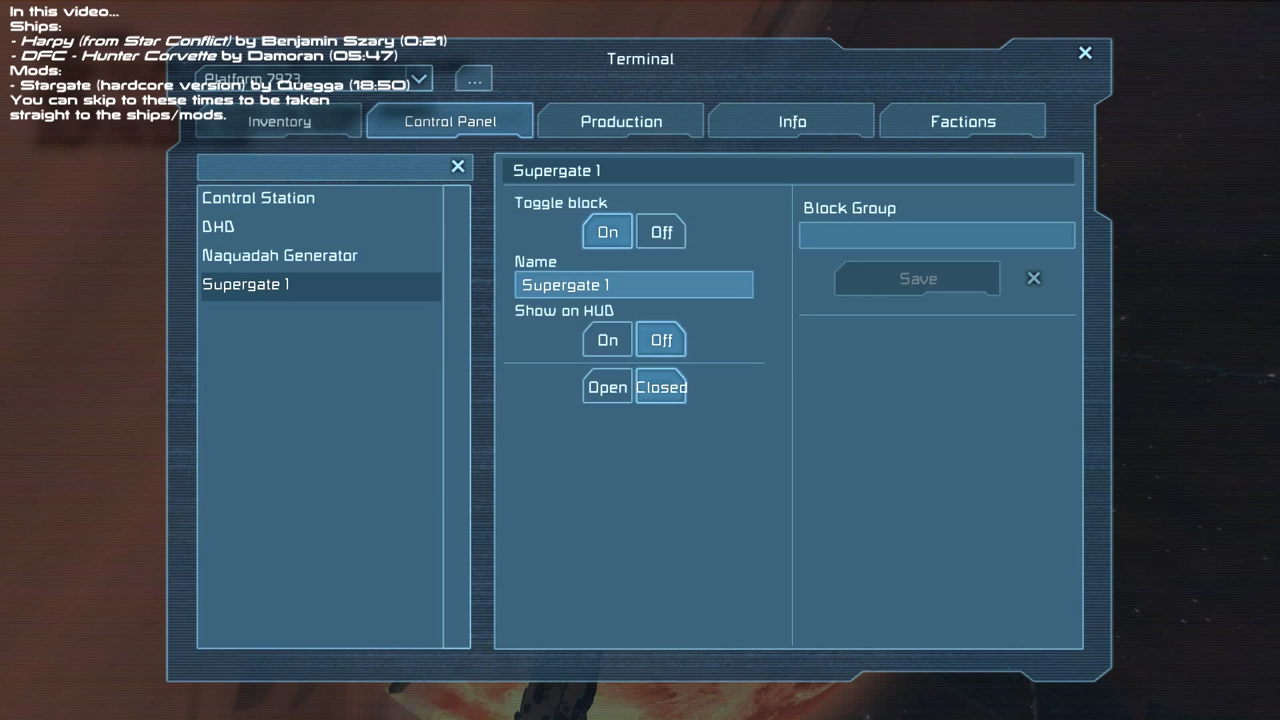 In this video...
Ships:
- Harpy (from Star Conflict) by Benjamin Szary (0:21)
- DFC - Hunter Corvette by Damoran (05:47)
Mods:
- Stargate (hardcore version) by Quegga (18:50)
You can skip to these times to be taken
straight to the ships/mods.
Terminal
Platform 7973
...
Inventory
Control Panel
Production
Info
Factions
Control Station
DHD
Naquadah Generator
Supergate 1
Supergate 1
Toggle block
On Off
Name
Supergate 1
Show on HUD
On Off
Open Closed
Block Group
Save